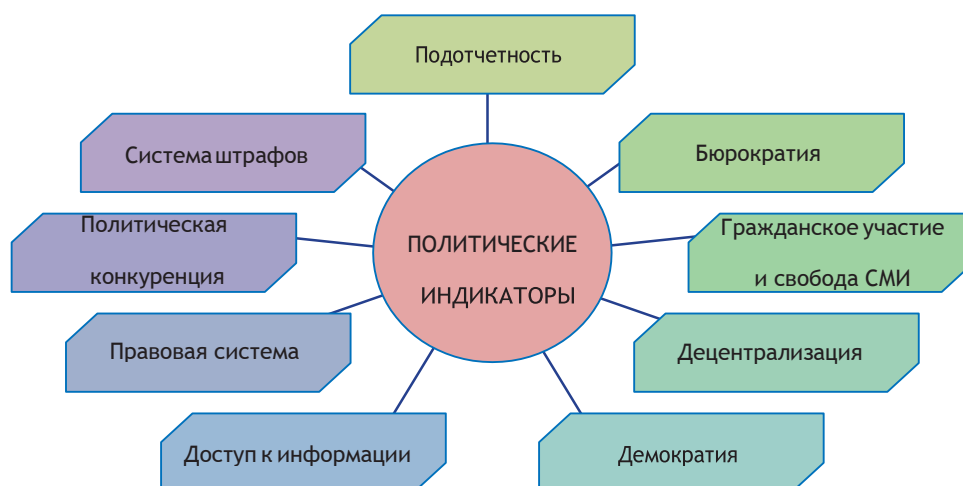 Подотчетность
Система штрафов
Бюрократия
Политическая
конкуренция
ПОЛИТИЧЕСКИЕ
ИНДИКАТОРЫ
Гражданское участие
и свобода СМИ
Правовая система
Децентрализация
Доступ к информации
Демократия